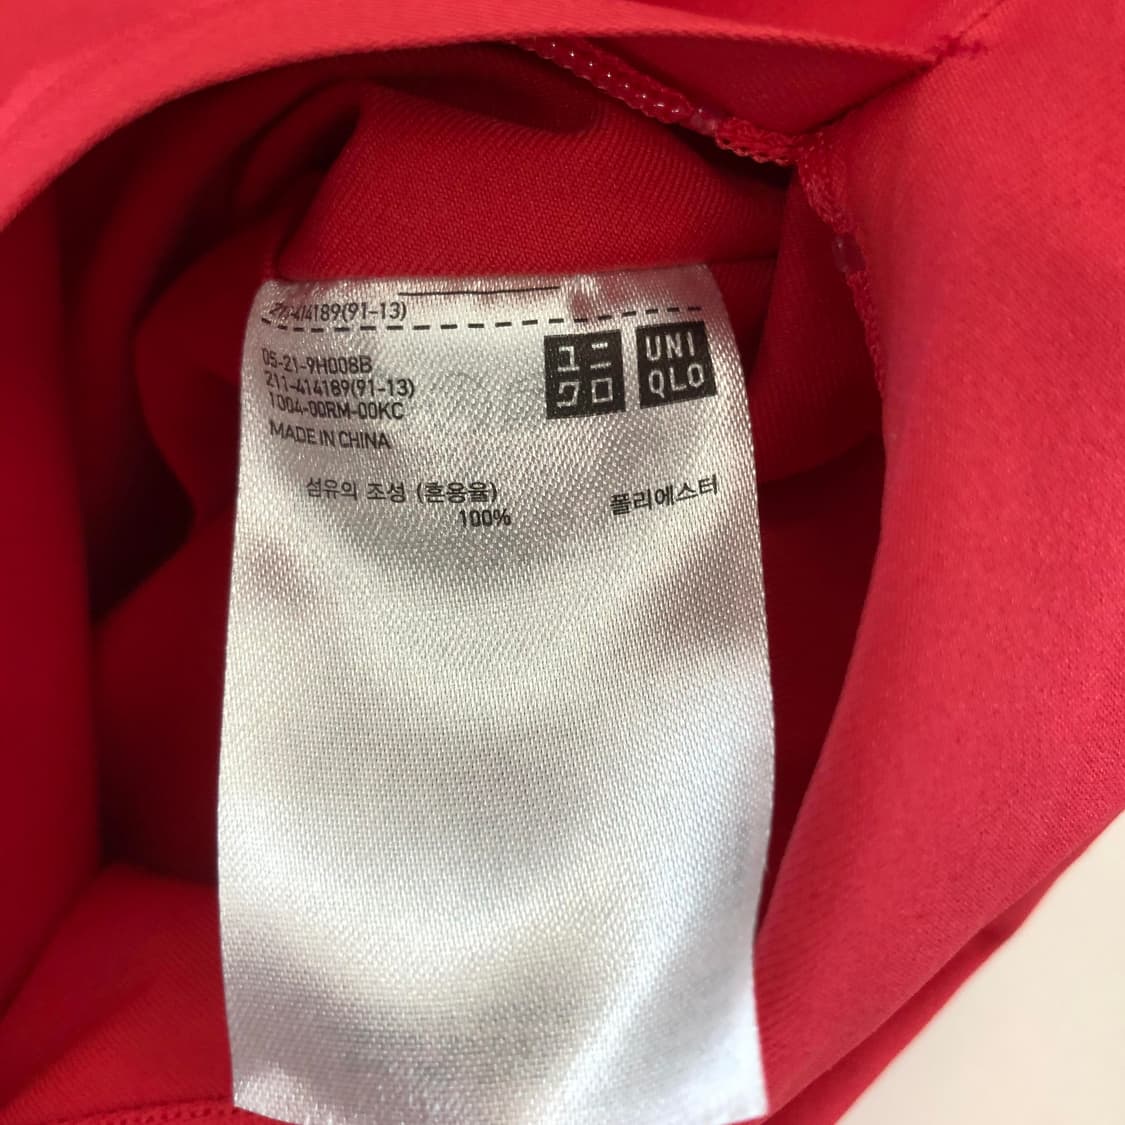 211-414189(91-13)
05-21-9H008B
211-414189(91-13)
1004-00RM-00KC
MADE IN CHINA
ユニ
クロ
UNI
QLO
섬유의 조성 (혼용율) 폴리에스터
100%